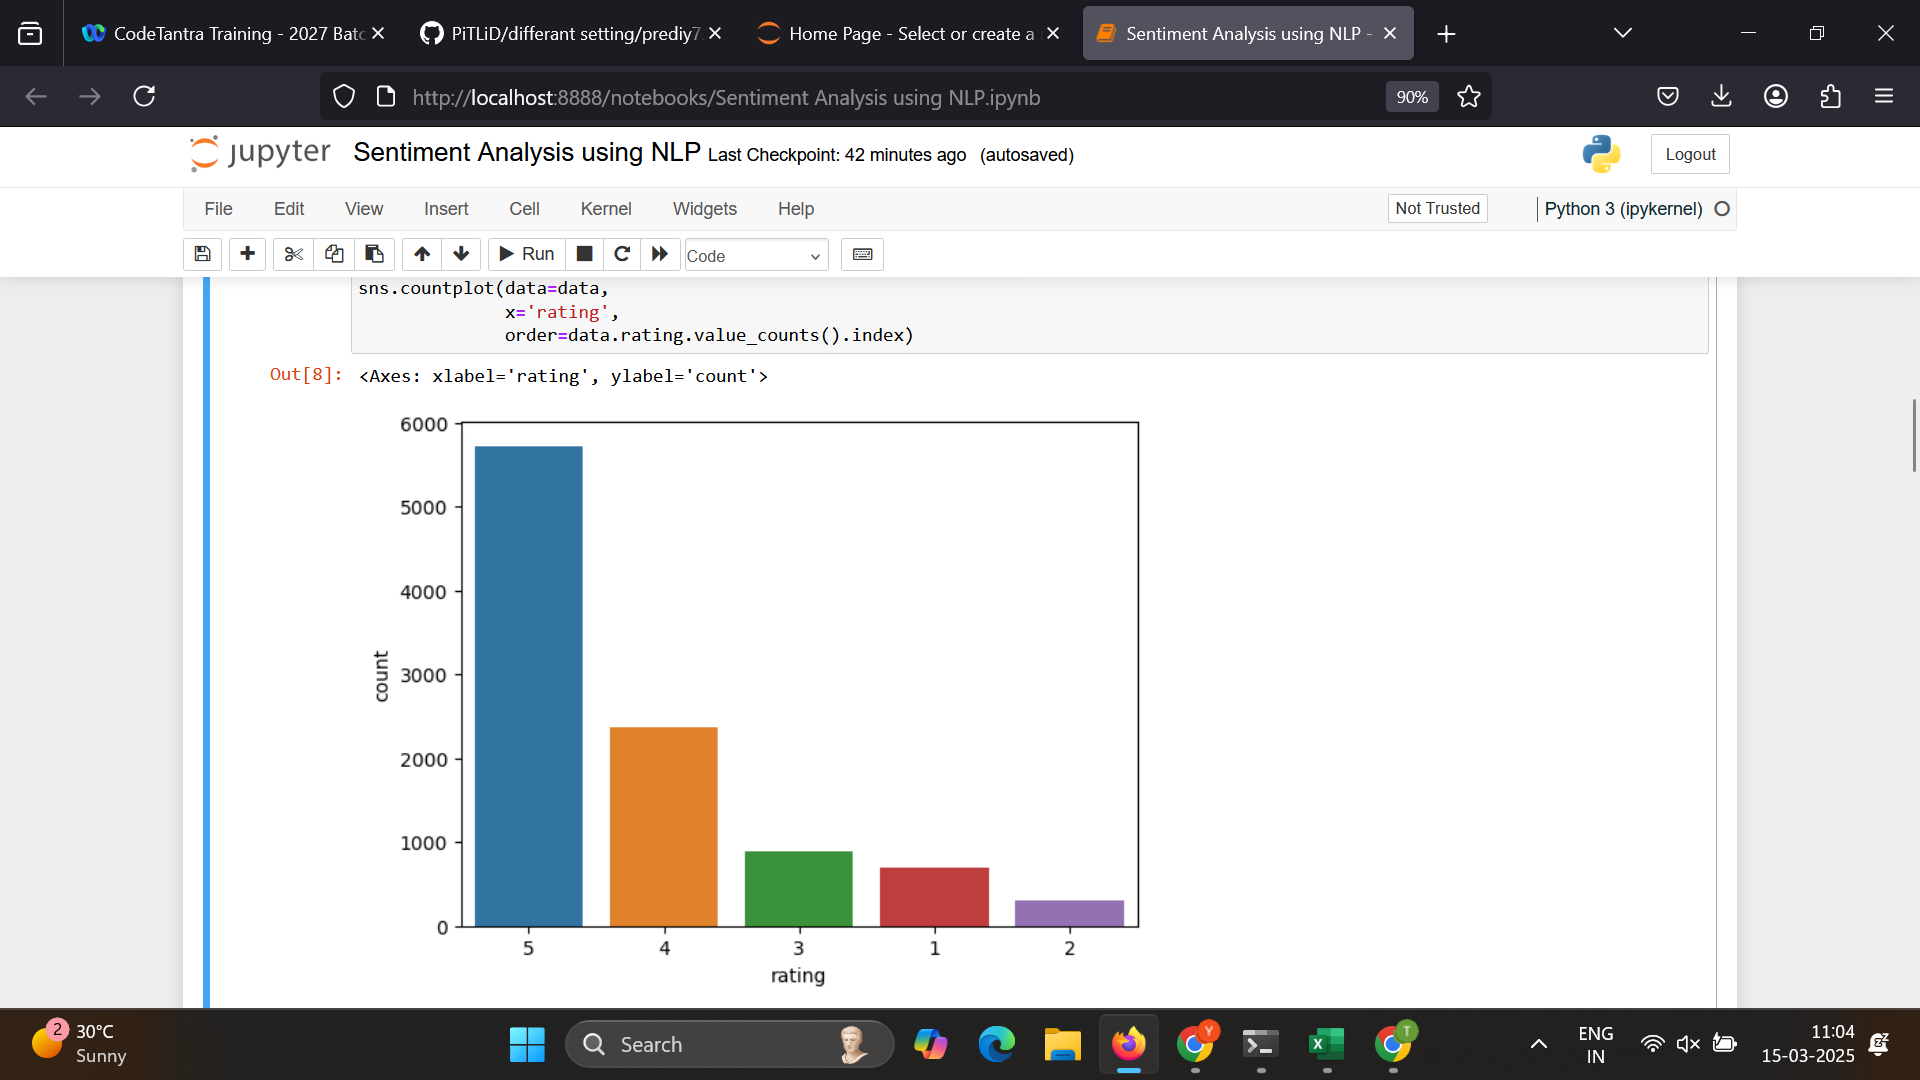 CodeTantra Training - 2027 Batc
PiTLiD/differant setting/prediy7.
Home Page - Select or create a
Sentiment Analysis using NLP -
http://localhost:8888/notebooks/Sentiment Analysis using NLP.ipynb
90%
jupyter Sentiment Analysis using NLP Last Checkpoint: 42 minutes ago (autosaved)
Logout
File Edit View Insert Cell Kernel Widgets Help
Not Trusted
Python 3 (ipykernel)
Run
Code
sns.countplot(data=data,
x='rating',
order=data.rating.value_counts().index)
Out[8]: <Axes: xlabel='rating', ylabel='count'>
6000
5000
4000
3000
2000
1000
0
count
5 4 3 1 2
rating
2
30°C
Sunny
Search
Y
X
T
ENG
IN
11:04
15-03-2025